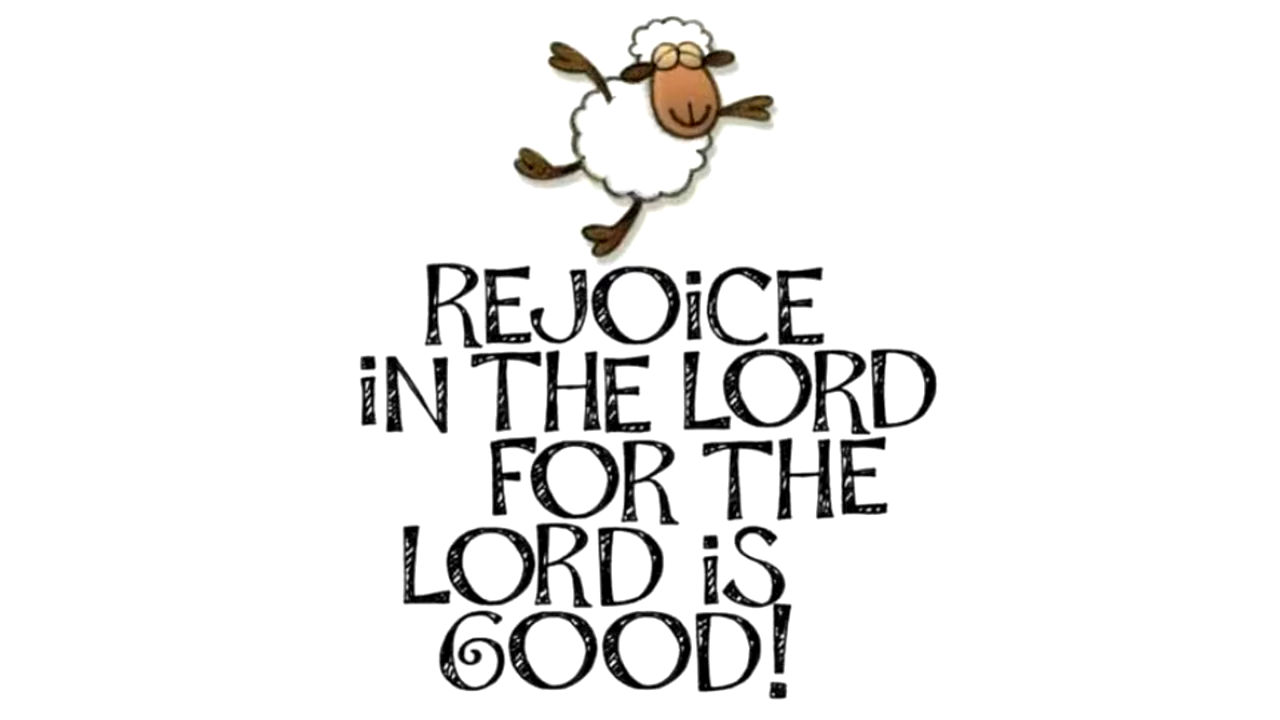 REJOiCE
iN THE LORD
FOR THE
LORD iS
GOOD!